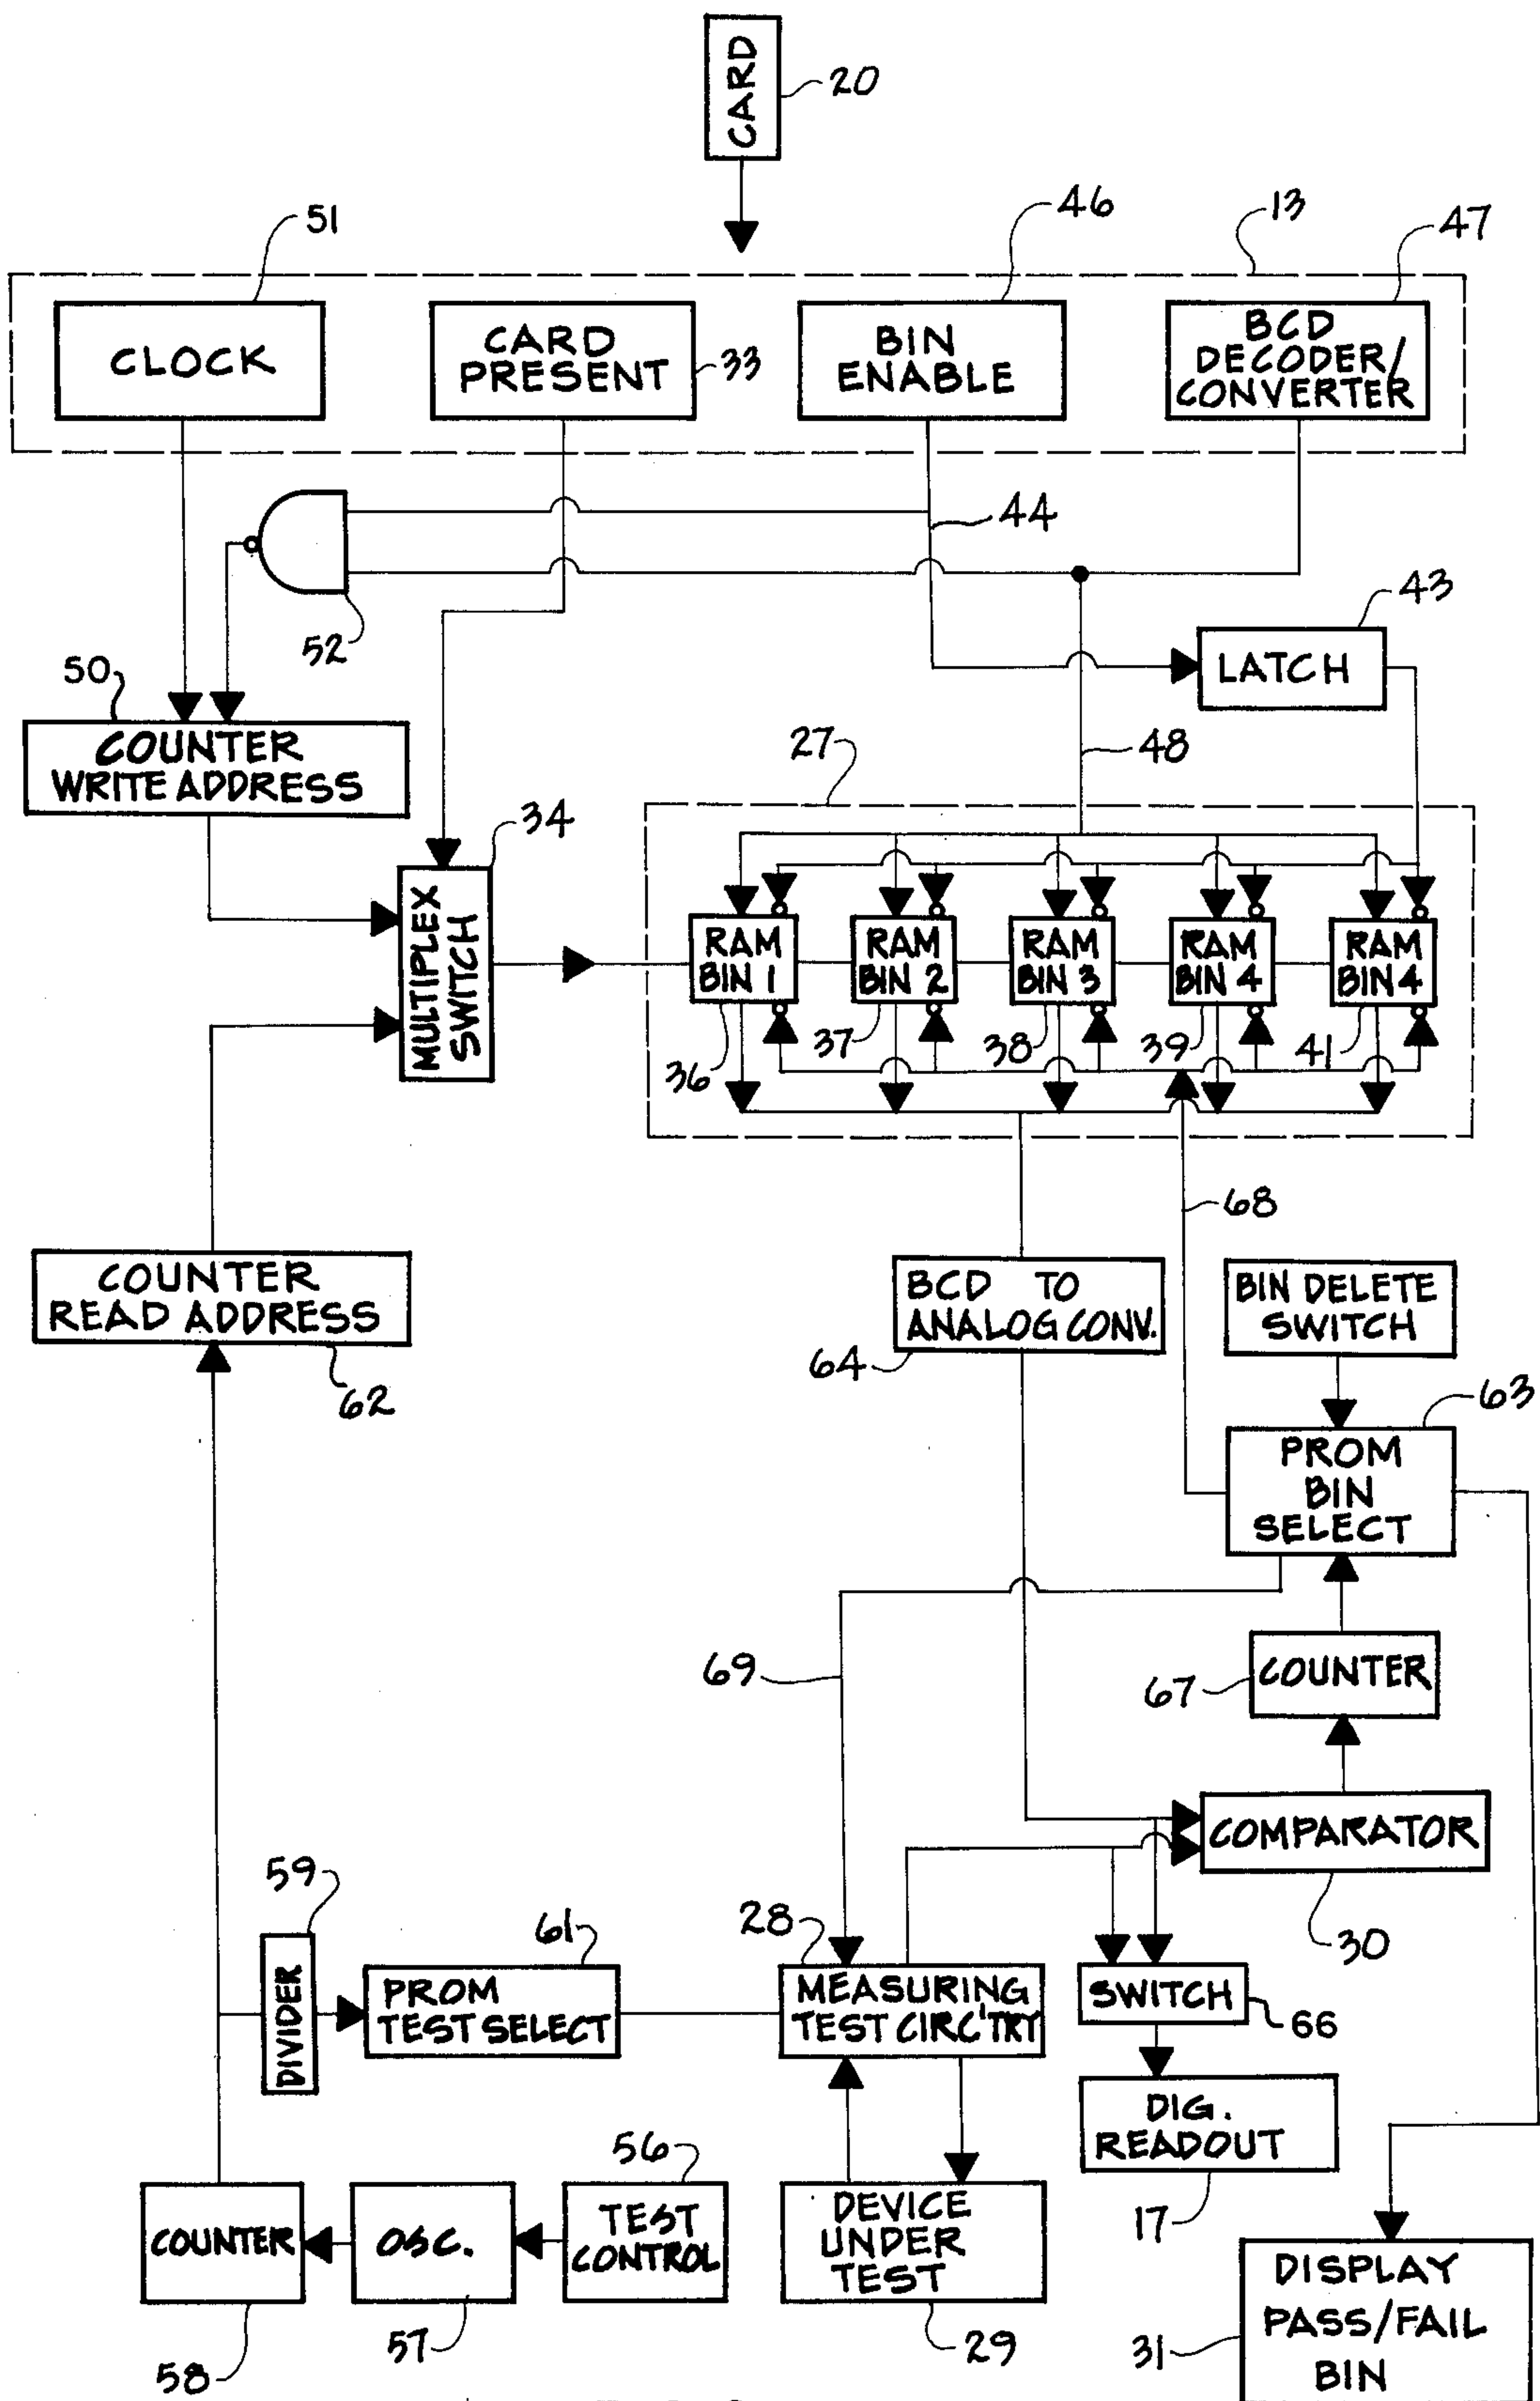 CARD
20
51
46
13
47
CLOCK
CARD
PRESENT
33
BIN
ENABLE
BCD
DECODER/
CONVERTER
44
52
43
LATCH
50
COUNTER
WRITE ADDRESS
27
48
34
MULTIPLEX
SWITCH
RAM
BIN 1
RAM
BIN 2
RAM
BIN 3
RAM
BIN 4
RAM
BIN 4
36
37
38
39
41
68
COUNTER
READ ADDRESS
62
BCD TO
ANALOG CONV.
64
BIN DELETE
SWITCH
63
PROM
BIN
SELECT
69
67
COUNTER
COMPARATOR
30
59
DIVIDER
61
PROM
TEST SELECT
28
MEASURING
TEST CIRC'TRY
SWITCH
66
DIG.
READOUT
17
56
COUNTER
58
OSC.
57
TEST
CONTROL
DEVICE
UNDER
TEST
29
31
DISPLAY
PASS/FAIL
BIN